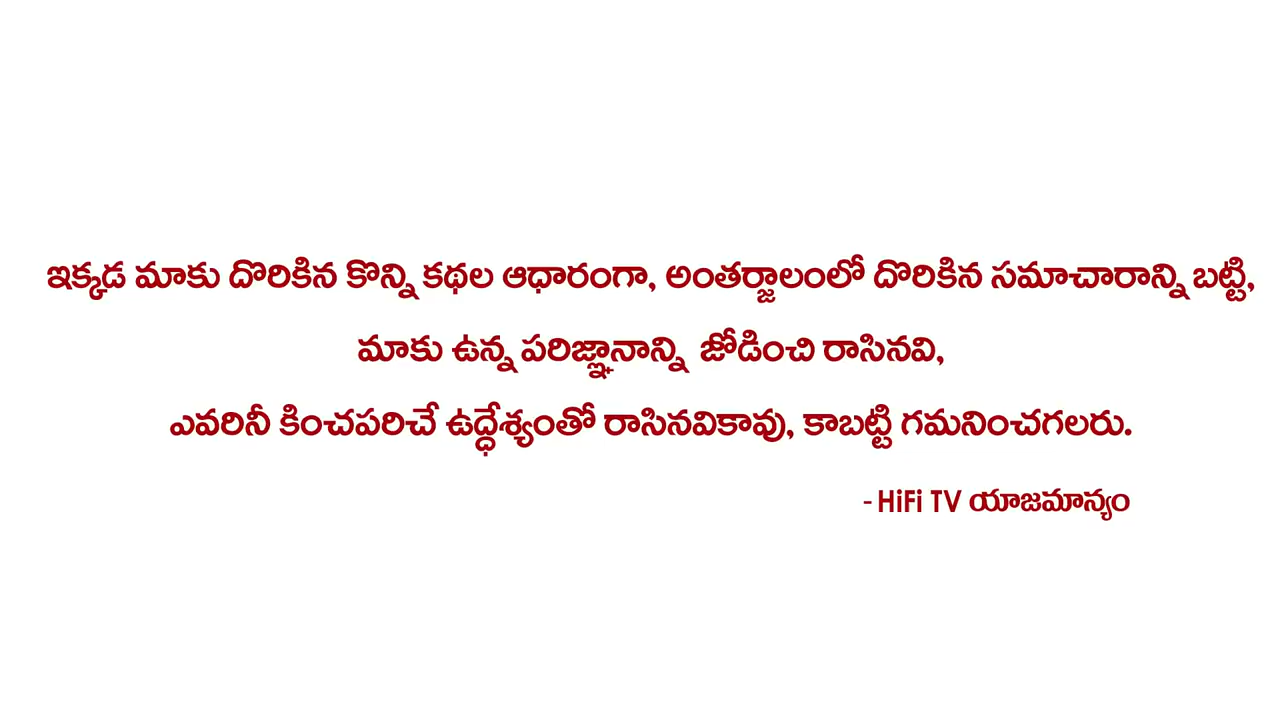 ఇక్కడ మాకు దొరికిన కొన్ని కథల ఆధారంగా, అంతర్జాలంలో దొరికిన సమాచారాన్ని బట్టి,
మాకు ఉన్న పరిజ్ఞానాన్ని జోడించి రాసినవి,
ఎవరినీ కించపరిచే ఉద్ధేశ్యంతో రాసినవికావు, కాబట్టి గమనించగలరు.
- HiFi TV యాజమాన్యం